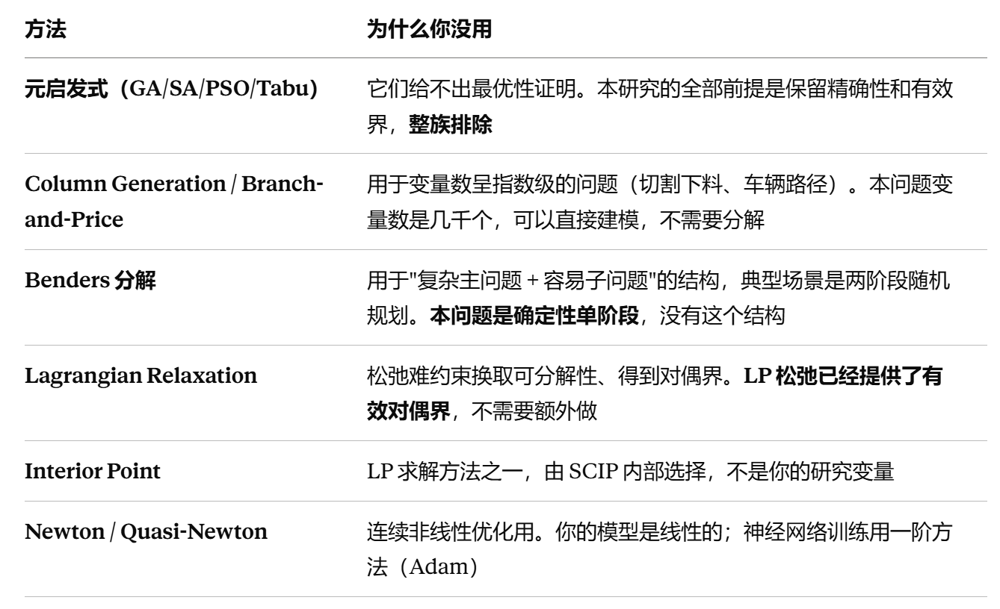 方法 为什么你没用
元启发式（GA/SA/PSO/Tabu） 它们给不出最优性证明。本研究的全部前提是保留精确性和有效
界，整族排除
Column Generation / Branch- 用于变量数呈指数级的问题（切割下料、车辆路径）。本问题变
and-Price 量数是几千个，可以直接建模，不需要分解
Benders 分解 用于"复杂主问题 + 容易子问题"的结构，典型场景是两阶段随机
规划。本问题是确定性单阶段，没有这个结构
Lagrangian Relaxation 松弛难约束换取可分解性、得到对偶界。LP 松弛已经提供了有
效对偶界，不需要额外做
Interior Point LP 求解方法之一，由 SCIP 内部选择，不是你的研究变量
Newton / Quasi-Newton 连续非线性优化用。你的模型是线性的；神经网络训练用一阶方
法（Adam）